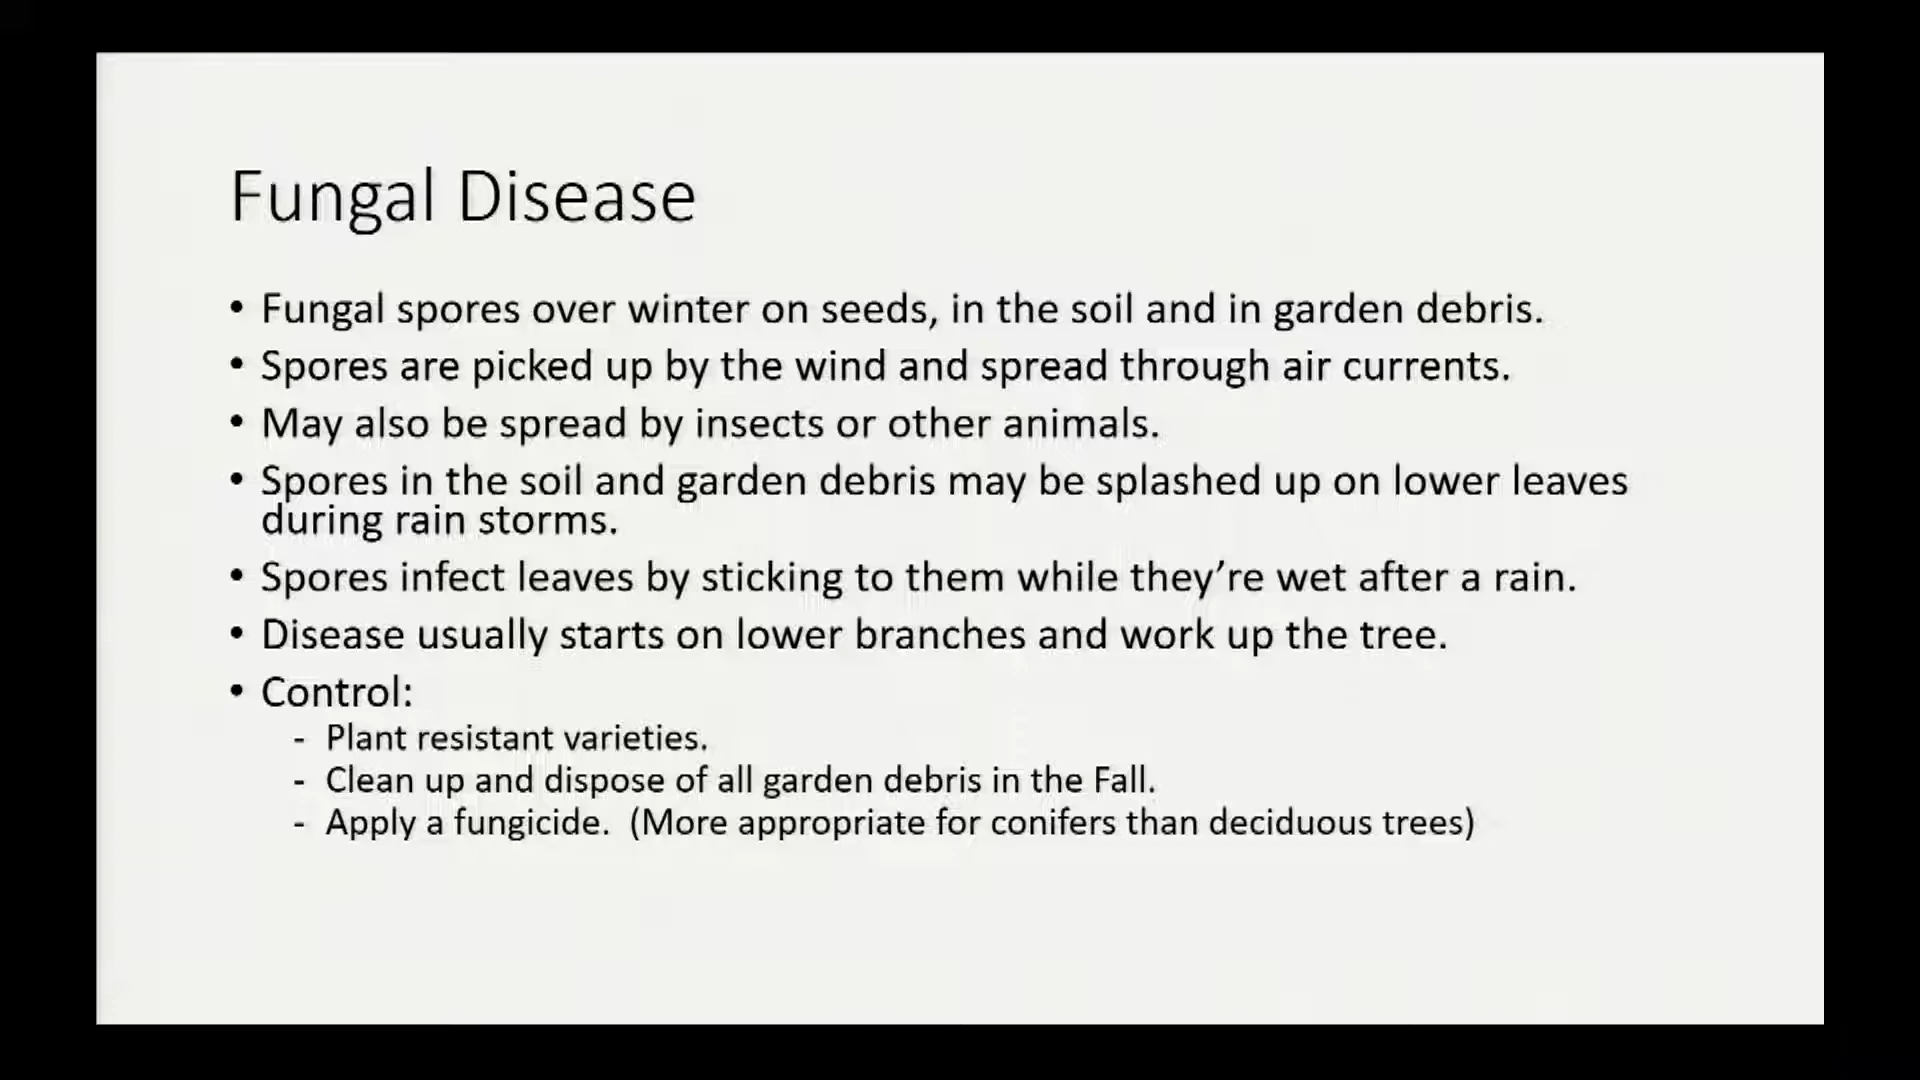 Fungal Disease
• Fungal spores over winter on seeds, in the soil and in garden debris.
• Spores are picked up by the wind and spread through air currents.
• May also be spread by insects or other animals.
• Spores in the soil and garden debris may be splashed up on lower leaves
during rain storms.
• Spores infect leaves by sticking to them while they’re wet after a rain.
• Disease usually starts on lower branches and work up the tree.
• Control:
- Plant resistant varieties.
- Clean up and dispose of all garden debris in the Fall.
- Apply a fungicide. (More appropriate for conifers than deciduous trees)